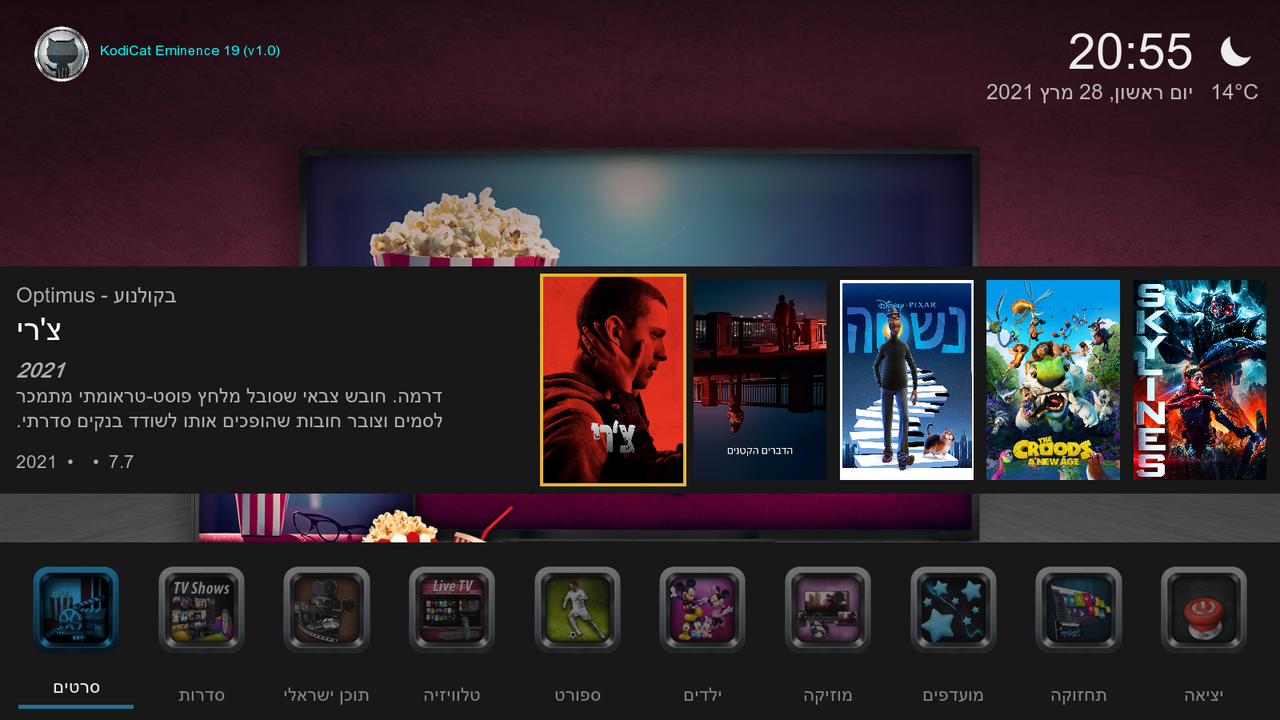 KodiCat Eminence 19 (v1.0)
20:55
יום ראשון, 28 מרץ 2021
14°C
בקולנוע - Optimus
צ'רי
2021
דרמה. חובש צבאי שסובל מלחץ פוסט-טראומתי מתמכר
לסמים וצובר חובות שהופכים אותו לשודד בנקים סדרתי.
2021 • • 7.7
צ'רי
הדברים הקטנים
Disney · PIXAR
נשמה
THE
CROODS
A NEW AGE
SKYLINES
TV Shows
Live TV
סרטים
סדרות
תוכן ישראלי
טלוויזיה
ספורט
ילדים
מוזיקה
מועדפים
תחזוקה
יציאה